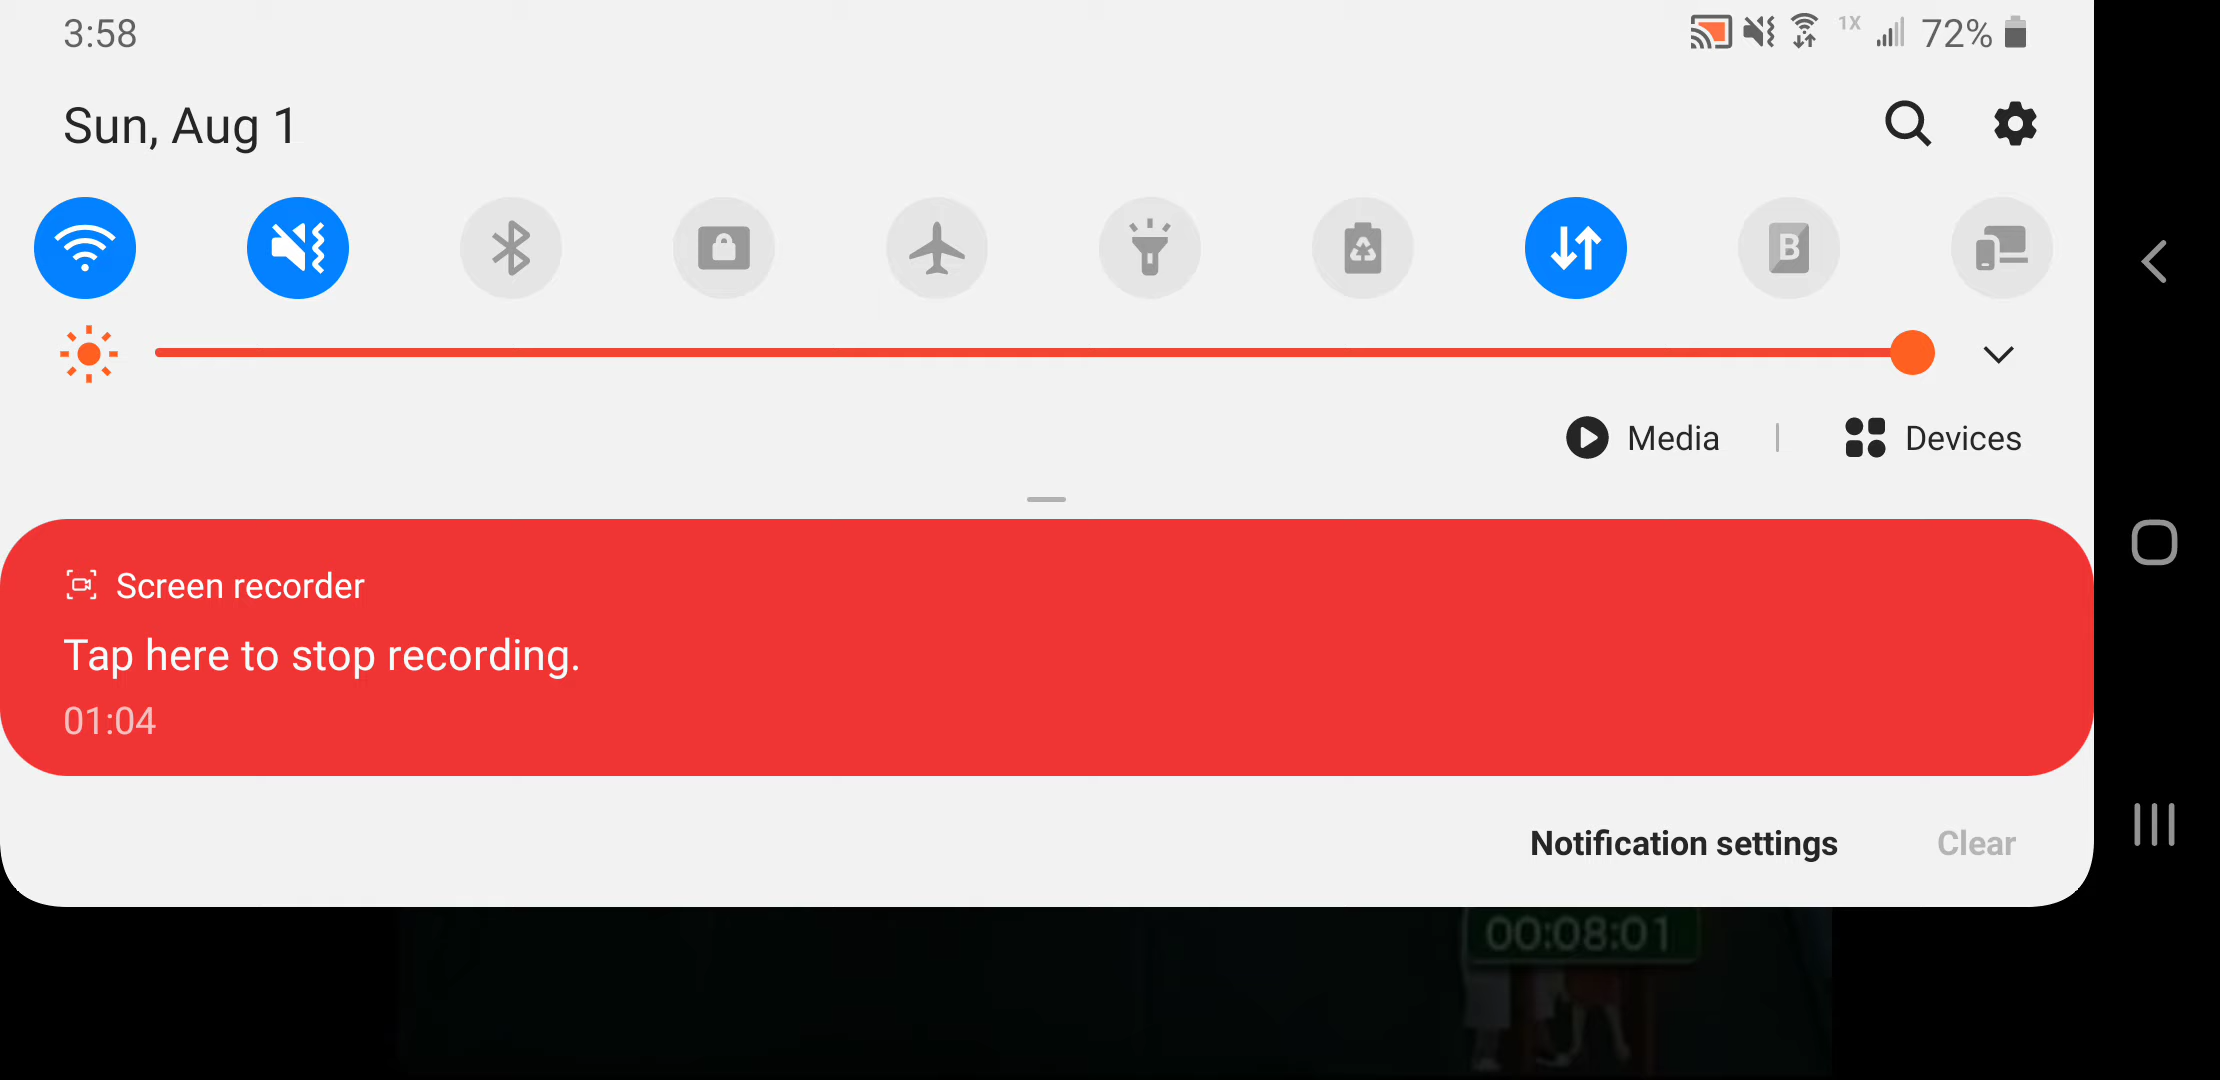 3:58
1X
72%
Sun, Aug 1
B
Media
Devices
Screen recorder
Tap here to stop recording.
01:04
Notification settings
Clear
00:08:01